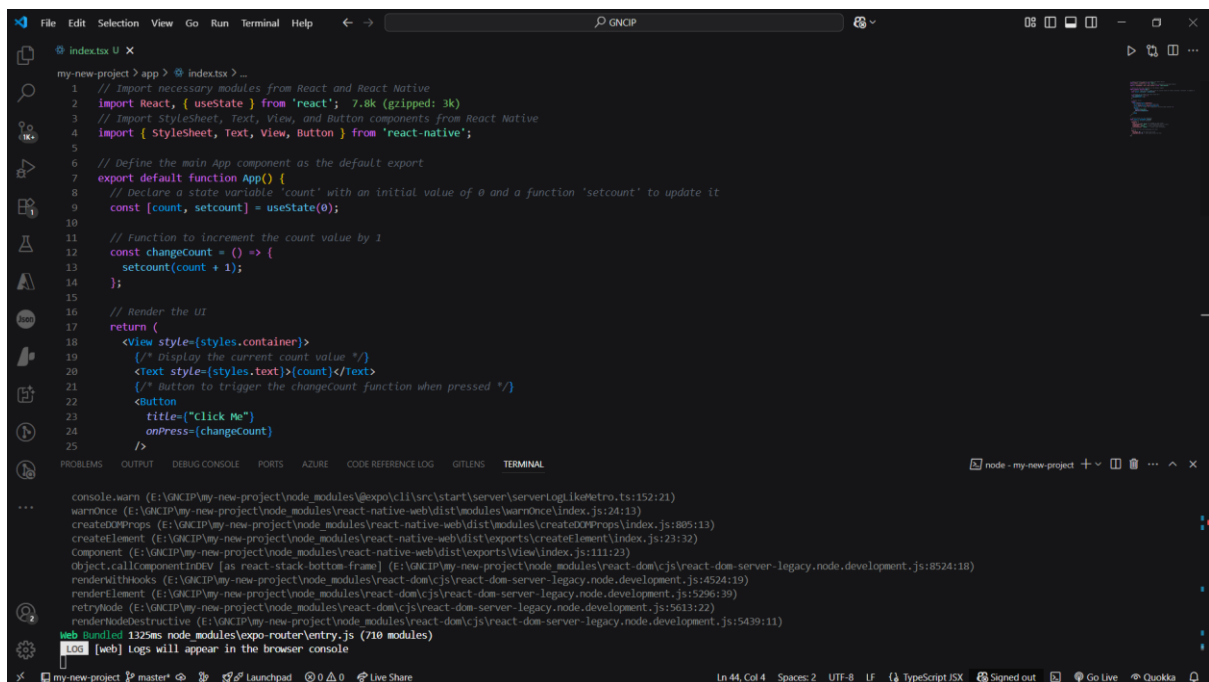 File Edit Selection View Go Run Terminal Help
GNCIP
index.tsx U
my-new-project > app > index.tsx > ...
1 // Import necessary modules from React and React Native
2 import React, { useState } from 'react'; 7.8k (gzipped: 3k)
3 // Import StyleSheet, Text, View, and Button components from React Native
4 import { StyleSheet, Text, View, Button } from 'react-native';
5
6 // Define the main App component as the default export
7 export default function App() {
8 // Declare a state variable 'count' with an initial value of 0 and a function 'setcount' to update it
9 const [count, setcount] = useState(0);
10
11 // Function to increment the count value by 1
12 const changeCount = () => {
13 setcount(count + 1);
14 };
15
16 // Render the UI
17 return (
18 <View style={styles.container}>
19 {/* Display the current count value */}
20 <Text style={styles.text}>{count}</Text>
21 {/* Button to trigger the changeCount function when pressed */}
22 <Button
23 title={"Click Me"}
24 onPress={changeCount}
25 />
1K+
1
Json
2
PROBLEMS OUTPUT DEBUG CONSOLE PORTS AZURE CODE REFERENCE LOG GITLENS TERMINAL
node - my-new-project
console.warn (E:\GNCIP\my-new-project\node_modules\@expo\cli\src\start\server\serverLogLikeMetro.ts:152:21)
warnOnce (E:\GNCIP\my-new-project\node_modules\react-native-web\dist\modules\warnOnce\index.js:24:13)
createDOMProps (E:\GNCIP\my-new-project\node_modules\react-native-web\dist\modules\createDOMProps\index.js:805:13)
createElement (E:\GNCIP\my-new-project\node_modules\react-native-web\dist\exports\createElement\index.js:23:32)
Component (E:\GNCIP\my-new-project\node_modules\react-native-web\dist\exports\View\index.js:111:23)
Object.callComponentInDEV [as react-stack-bottom-frame] (E:\GNCIP\my-new-project\node_modules\react-dom\cjs\react-dom-server-legacy.node.development.js:8524:18)
renderWithHooks (E:\GNCIP\my-new-project\node_modules\react-dom\cjs\react-dom-server-legacy.node.development.js:4524:19)
renderElement (E:\GNCIP\my-new-project\node_modules\react-dom\cjs\react-dom-server-legacy.node.development.js:5296:39)
retryNode (E:\GNCIP\my-new-project\node_modules\react-dom\cjs\react-dom-server-legacy.node.development.js:5613:22)
renderNodeDestructive (E:\GNCIP\my-new-project\node_modules\react-dom\cjs\react-dom-server-legacy.node.development.js:5439:11)
Web Bundled 1325ms node_modules\expo-router\entry.js (710 modules)
LOG [web] Logs will appear in the browser console
my-new-project master* Launchpad 0 0 Live Share Ln 44, Col 4 Spaces: 2 UTF-8 LF TypeScript JSX Signed out Go Live Quokka